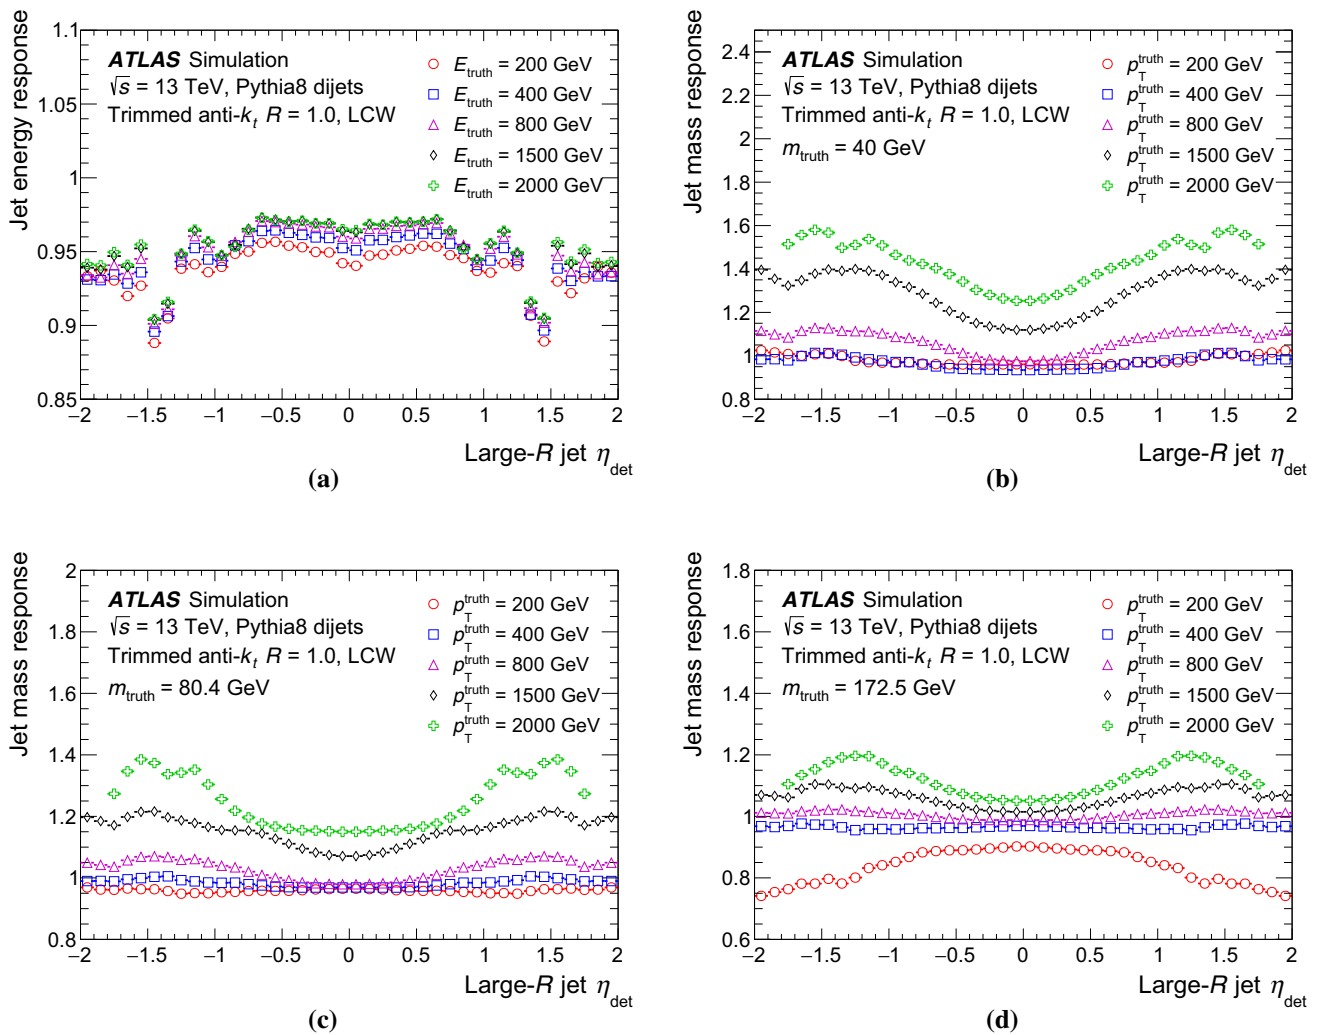 Jet energy response
1.1
1.05
1
0.95
0.9
0.85
ATLAS Simulation
√s = 13 TeV, Pythia8 dijets
Trimmed anti-kt R = 1.0, LCW
Etruth = 200 GeV
Etruth = 400 GeV
Etruth = 800 GeV
Etruth = 1500 GeV
Etruth = 2000 GeV
−2 −1.5 −1 −0.5 0 0.5 1 1.5 2
Large-R jet ηdet
(a)
Jet mass response
2.4
2.2
2
1.8
1.6
1.4
1.2
1
0.8
ATLAS Simulation
√s = 13 TeV, Pythia8 dijets
Trimmed anti-kt R = 1.0, LCW
mtruth = 40 GeV
pTtruth = 200 GeV
pTtruth = 400 GeV
pTtruth = 800 GeV
pTtruth = 1500 GeV
pTtruth = 2000 GeV
−2 −1.5 −1 −0.5 0 0.5 1 1.5 2
Large-R jet ηdet
(b)
Jet mass response
2
1.8
1.6
1.4
1.2
1
0.8
ATLAS Simulation
√s = 13 TeV, Pythia8 dijets
Trimmed anti-kt R = 1.0, LCW
mtruth = 80.4 GeV
pTtruth = 200 GeV
pTtruth = 400 GeV
pTtruth = 800 GeV
pTtruth = 1500 GeV
pTtruth = 2000 GeV
−2 −1.5 −1 −0.5 0 0.5 1 1.5 2
Large-R jet ηdet
(c)
Jet mass response
1.8
1.6
1.4
1.2
1
0.8
0.6
ATLAS Simulation
√s = 13 TeV, Pythia8 dijets
Trimmed anti-kt R = 1.0, LCW
mtruth = 172.5 GeV
pTtruth = 200 GeV
pTtruth = 400 GeV
pTtruth = 800 GeV
pTtruth = 1500 GeV
pTtruth = 2000 GeV
−2 −1.5 −1 −0.5 0 0.5 1 1.5 2
Large-R jet ηdet
(d)